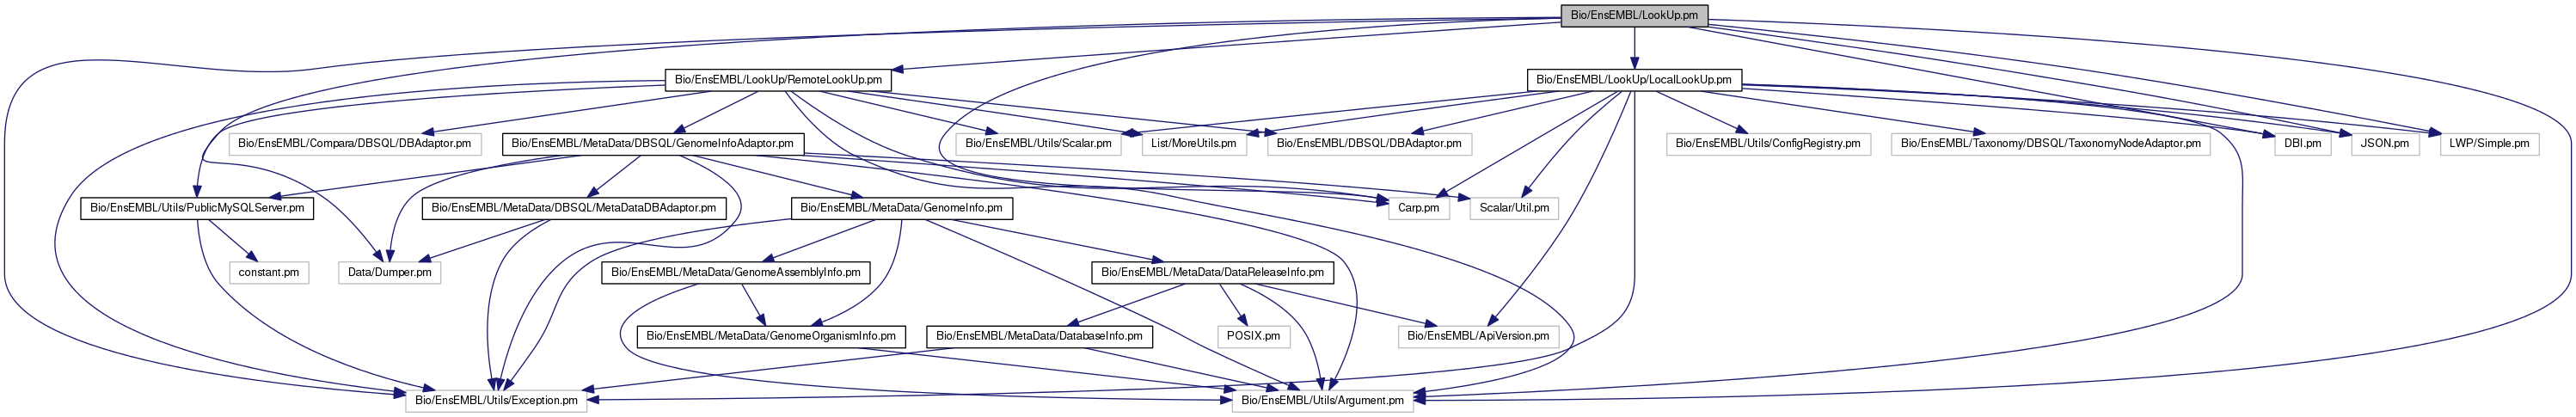 Bio/EnsEMBL/LookUp.pm
Bio/EnsEMBL/LookUp/RemoteLookUp.pm
Bio/EnsEMBL/LookUp/LocalLookUp.pm
Bio/EnsEMBL/Compara/DBSQL/DBAdaptor.pm
Bio/EnsEMBL/MetaData/DBSQL/GenomeInfoAdaptor.pm
Bio/EnsEMBL/Utils/Scalar.pm
List/MoreUtils.pm
Bio/EnsEMBL/DBSQL/DBAdaptor.pm
Bio/EnsEMBL/Utils/ConfigRegistry.pm
Bio/EnsEMBL/Taxonomy/DBSQL/TaxonomyNodeAdaptor.pm
DBI.pm
JSON.pm
LWP/Simple.pm
Bio/EnsEMBL/Utils/PublicMySQLServer.pm
Bio/EnsEMBL/MetaData/DBSQL/MetaDataDBAdaptor.pm
Bio/EnsEMBL/MetaData/GenomeInfo.pm
Carp.pm
Scalar/Util.pm
constant.pm
Data/Dumper.pm
Bio/EnsEMBL/MetaData/GenomeAssemblyInfo.pm
Bio/EnsEMBL/MetaData/DataReleaseInfo.pm
Bio/EnsEMBL/MetaData/GenomeOrganismInfo.pm
Bio/EnsEMBL/MetaData/DatabaseInfo.pm
POSIX.pm
Bio/EnsEMBL/ApiVersion.pm
Bio/EnsEMBL/Utils/Exception.pm
Bio/EnsEMBL/Utils/Argument.pm